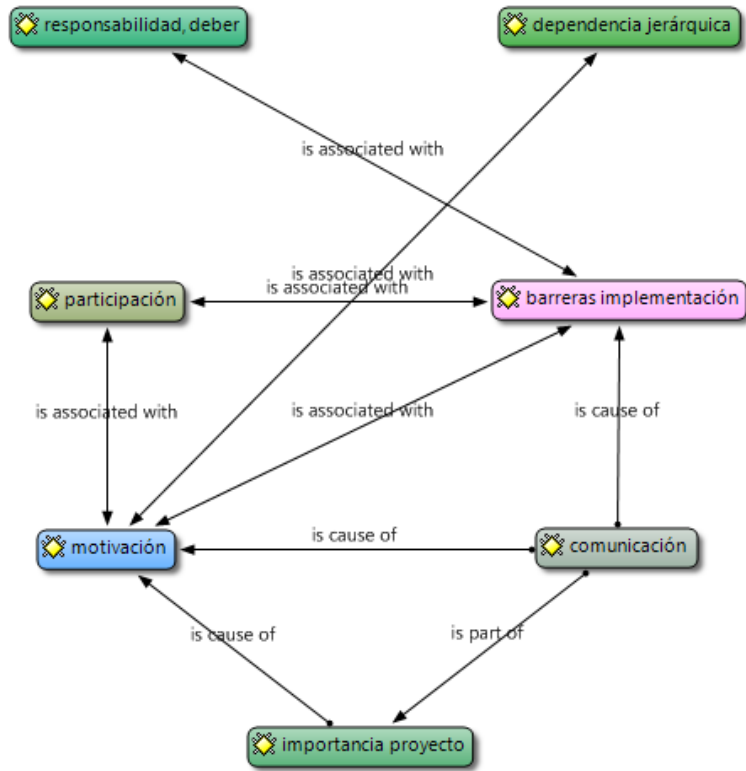 responsabilidad, deber
dependencia jerárquica
is associated with
is associated with
is associated with
participación
barreras implementación
is associated with
is associated with
is cause of
motivación
is cause of
comunicación
is cause of
is part of
importancia proyecto